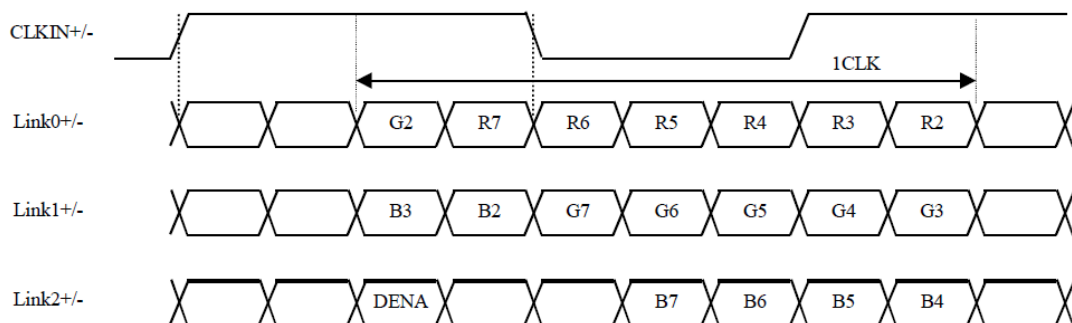 CLKIN+/-
1CLK
Link0+/- G2 R7 R6 R5 R4 R3 R2
Link1+/- B3 B2 G7 G6 G5 G4 G3
Link2+/- DENA B7 B6 B5 B4